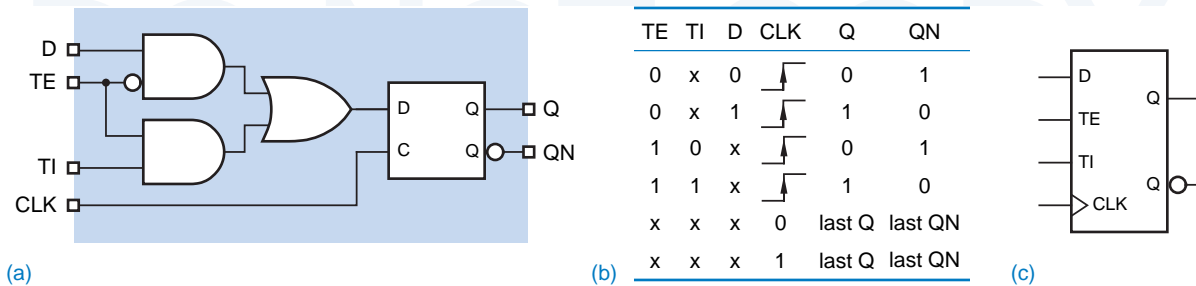 D
TE
TI
CLK
D Q
C Q
Q
QN
(a)
TE TI D CLK Q QN
0 x 0 0 1
0 x 1 1 0
1 0 x 0 1
1 1 x 1 0
x x x 0 last Q last QN
x x x 1 last Q last QN
(b)
D
Q
TE
TI
Q
CLK
(c)